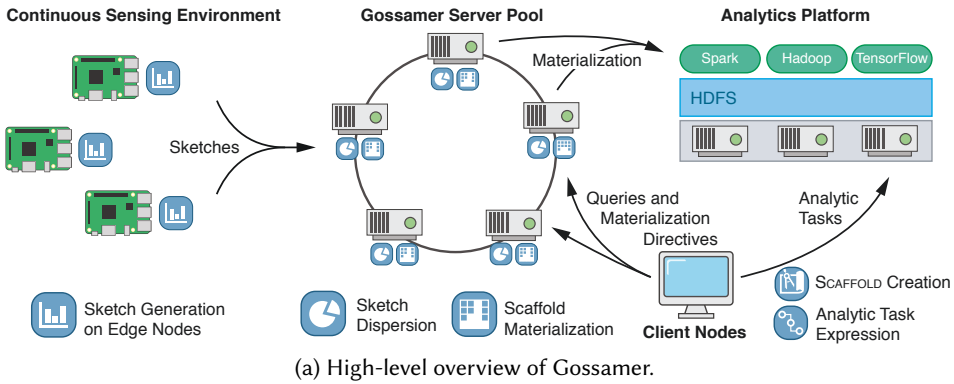 Continuous Sensing Environment
Gossamer Server Pool
Analytics Platform
Materialization
Spark
Hadoop
TensorFlow
HDFS
Sketches
Queries and
Materialization
Directives
Analytic
Tasks
Sketch Generation
on Edge Nodes
Sketch
Dispersion
Scaffold
Materialization
Client Nodes
SCAFFOLD Creation
Analytic Task
Expression
(a) High-level overview of Gossamer.